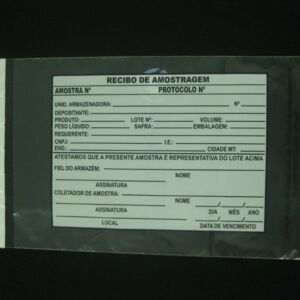 RECIBO DE AMOSTRAGEM
AMOSTRA Nº PROTOCOLO Nº
UNID. ARMAZENADORA: Nº
DEPOSITANTE:
PRODUTO: LOTE Nº: VOLUME:
PESO LÍQUIDO: SAFRA: EMBALAGEM:
REQUERENTE:
CNPJ: I.E.:
END.: CIDADE MT:
ATESTAMOS QUE A PRESENTE AMOSTRA É REPRESENTATIVA DO LOTE ACIMA
FIEL DO ARMAZÉM:
ASSINATURA NOME
COLETADOR DE AMOSTRA:
ASSINATURA NOME
DIA MÊS ANO
LOCAL DATA DE VENCIMENTO